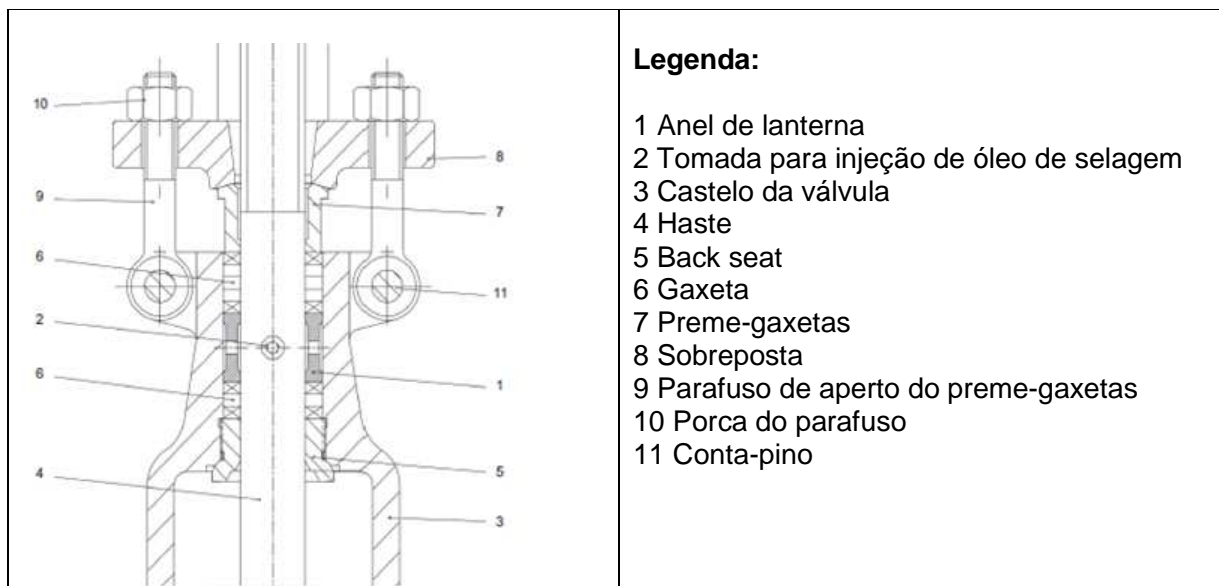 10
8
9
7
6
11
2
1
6
5
4
3
Legenda:
1 Anel de lanterna
2 Tomada para injeção de óleo de selagem
3 Castelo da válvula
4 Haste
5 Back seat
6 Gaxeta
7 Preme-gaxetas
8 Sobreposta
9 Parafuso de aperto do preme-gaxetas
10 Porca do parafuso
11 Conta-pino